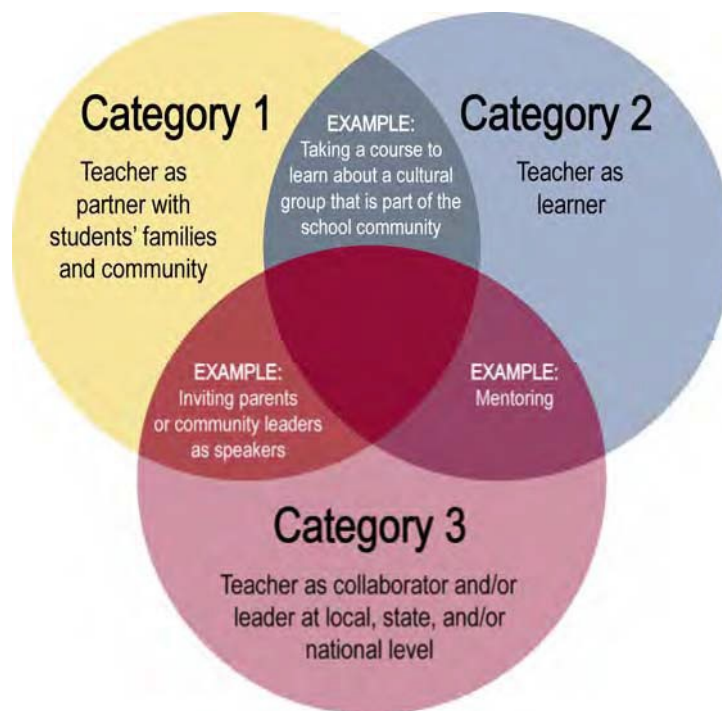 Category 1
Teacher as
partner with
students’ families
and community
EXAMPLE:
Taking a course to
learn about a cultural
group that is part of the
school community
Category 2
Teacher as
learner
EXAMPLE:
Inviting parents
or community leaders
as speakers
EXAMPLE:
Mentoring
Category 3
Teacher as collaborator and/or
leader at local, state, and/or
national level